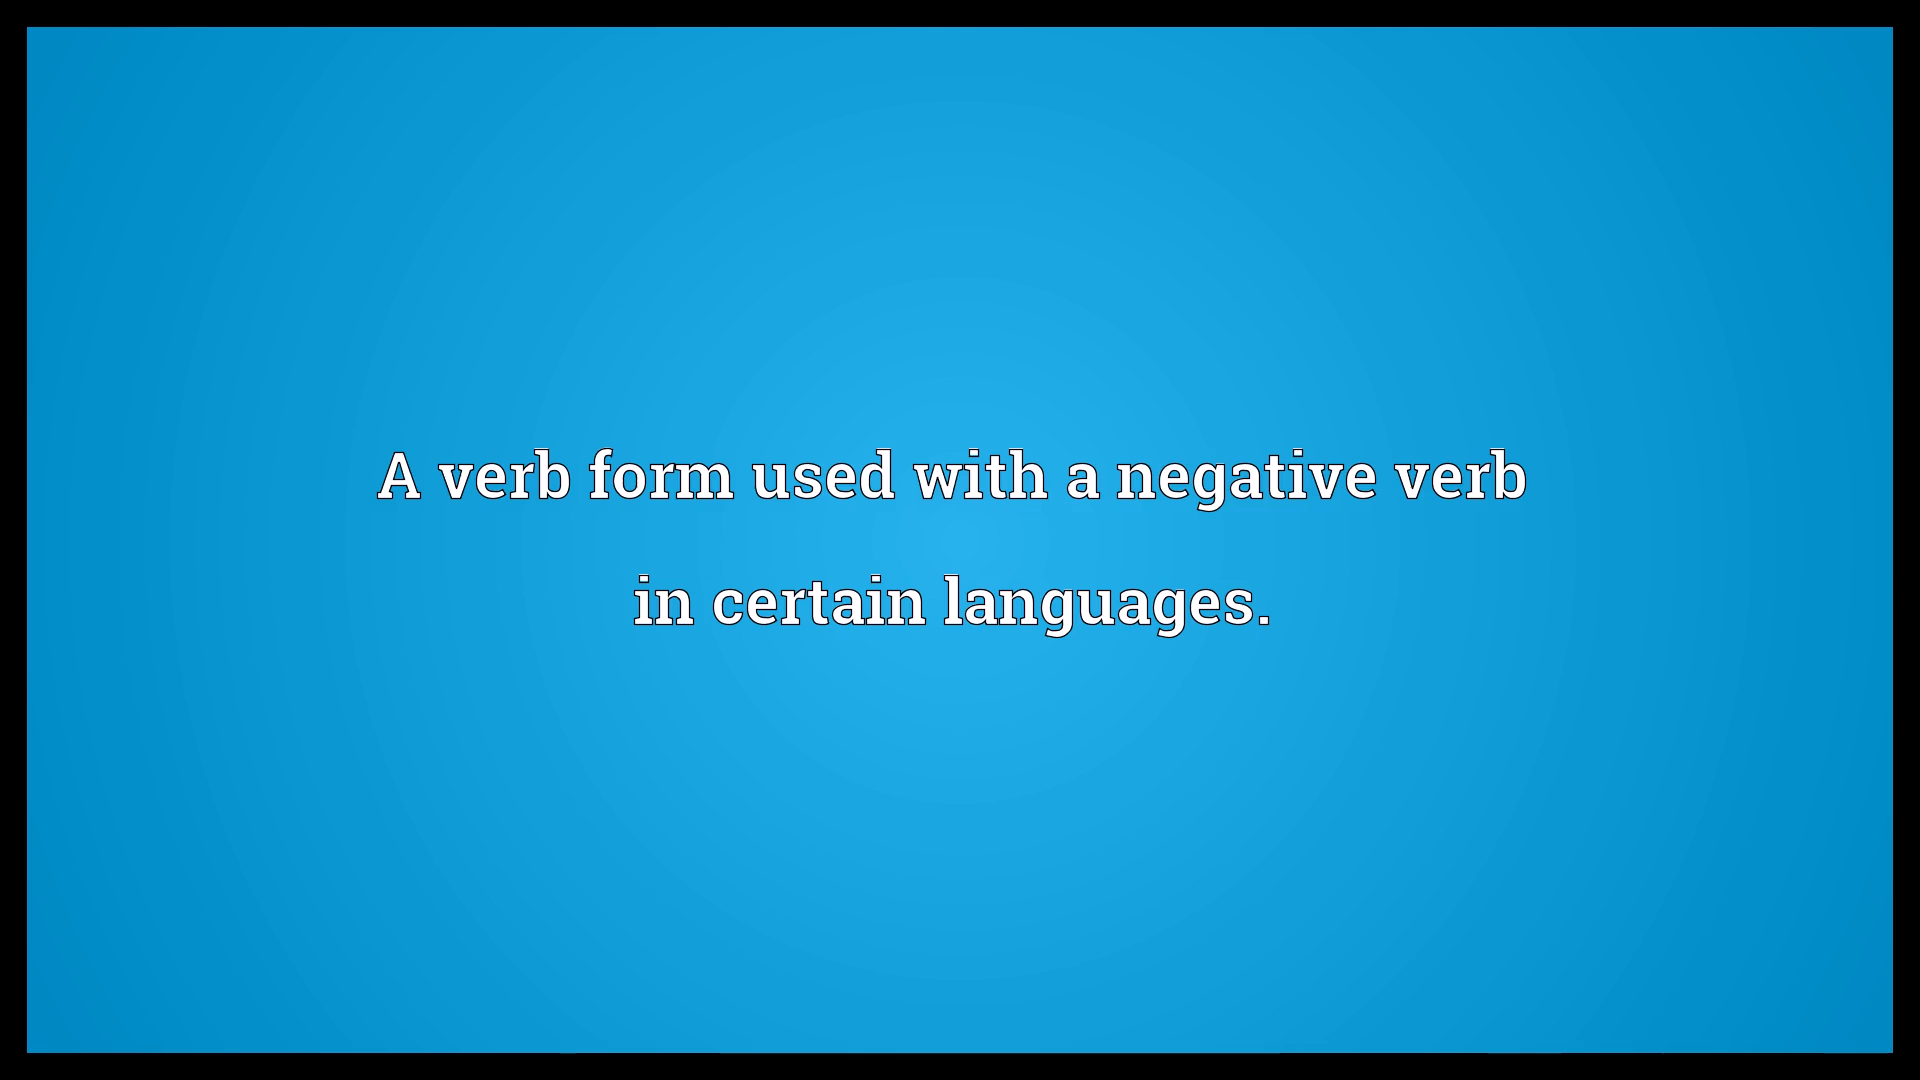 A verb form used with a negative verb
in certain languages.